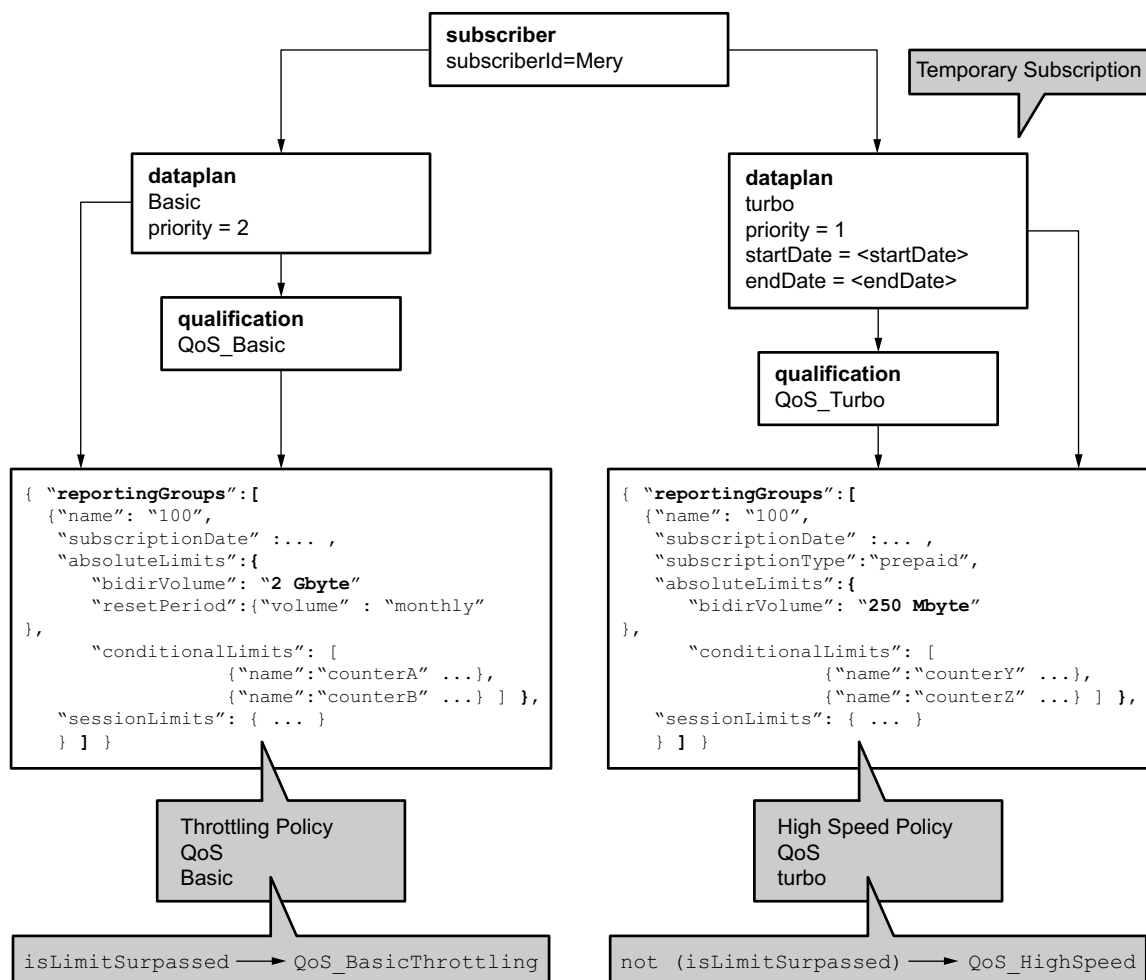 subscriber
subscriberId=Mery
Temporary Subscription
dataplan
Basic
priority = 2
dataplan
turbo
priority = 1
startDate = <startDate>
endDate = <endDate>
qualification
QoS_Basic
qualification
QoS_Turbo
{ “reportingGroups”:[
{“name”: “100”,
“subscriptionDate” :... ,
“absoluteLimits”:{
“bidirVolume”: “2 Gbyte”
“resetPeriod”:{“volume” : “monthly”
},
“conditionalLimits”: [
{“name”:“counterA” ...},
{“name”:“counterB” ...} ] },
“sessionLimits”: { ... }
} ] }
{ “reportingGroups”:[
{“name”: “100”,
“subscriptionDate” :... ,
“subscriptionType”:“prepaid”,
“absoluteLimits”:{
“bidirVolume”: “250 Mbyte”
},
“conditionalLimits”: [
{“name”:“counterY” ...},
{“name”:“counterZ” ...} ] },
“sessionLimits”: { ... }
} ] }
Throttling Policy
QoS
Basic
High Speed Policy
QoS
turbo
isLimitSurpassed → QoS_BasicThrottling
not (isLimitSurpassed) → QoS_HighSpeed